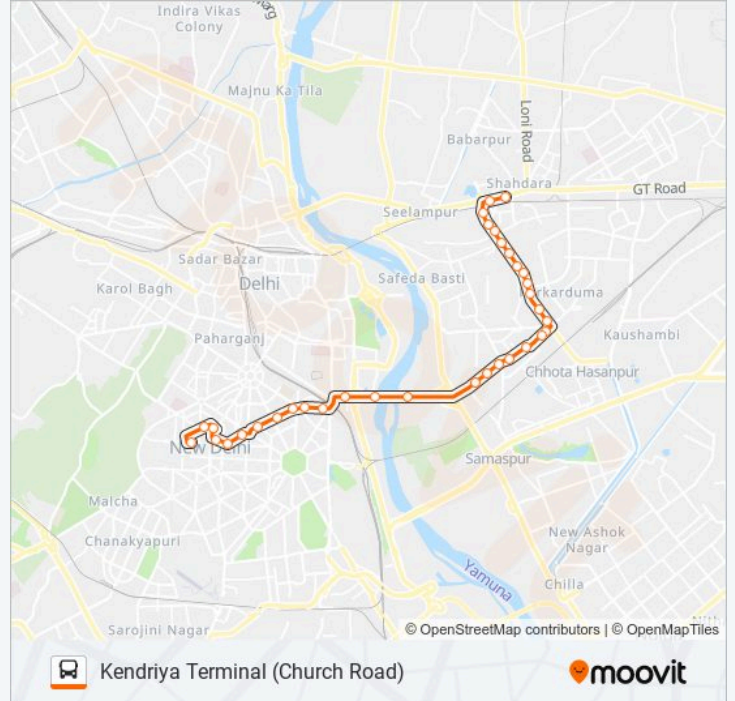 Indira Vikas
Colony
Marg
Majnu Ka Tila
Loni Road
Babarpur
Shahdara
GT Road
Seelampur
Sadar Bazar
Safeda Basti
Delhi
Karol Bagh
Karkarduma
Paharganj
Kaushambi
Chhota Hasanpur
New Delhi
Samaspur
Malcha
New Ashok
Nagar
Chanakyapuri
Yamuna
Chilla
Sarojini Nagar
© OpenStreetMap contributors | © OpenMapTiles
Kendriya Terminal (Church Road)
moovit